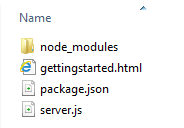 Name
node_modules
gettingstarted.html
package.json
server.js